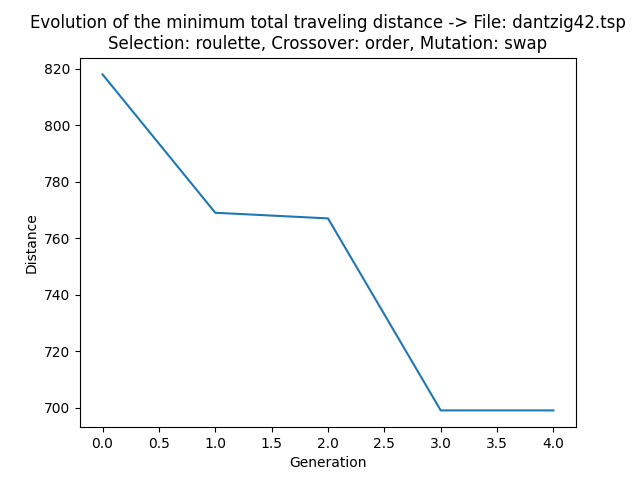 Evolution of the minimum total traveling distance -> File: dantzig42.tsp
Selection: roulette, Crossover: order, Mutation: swap
820
800
780
760
740
720
700
Distance
0.0 0.5 1.0 1.5 2.0 2.5 3.0 3.5 4.0
Generation